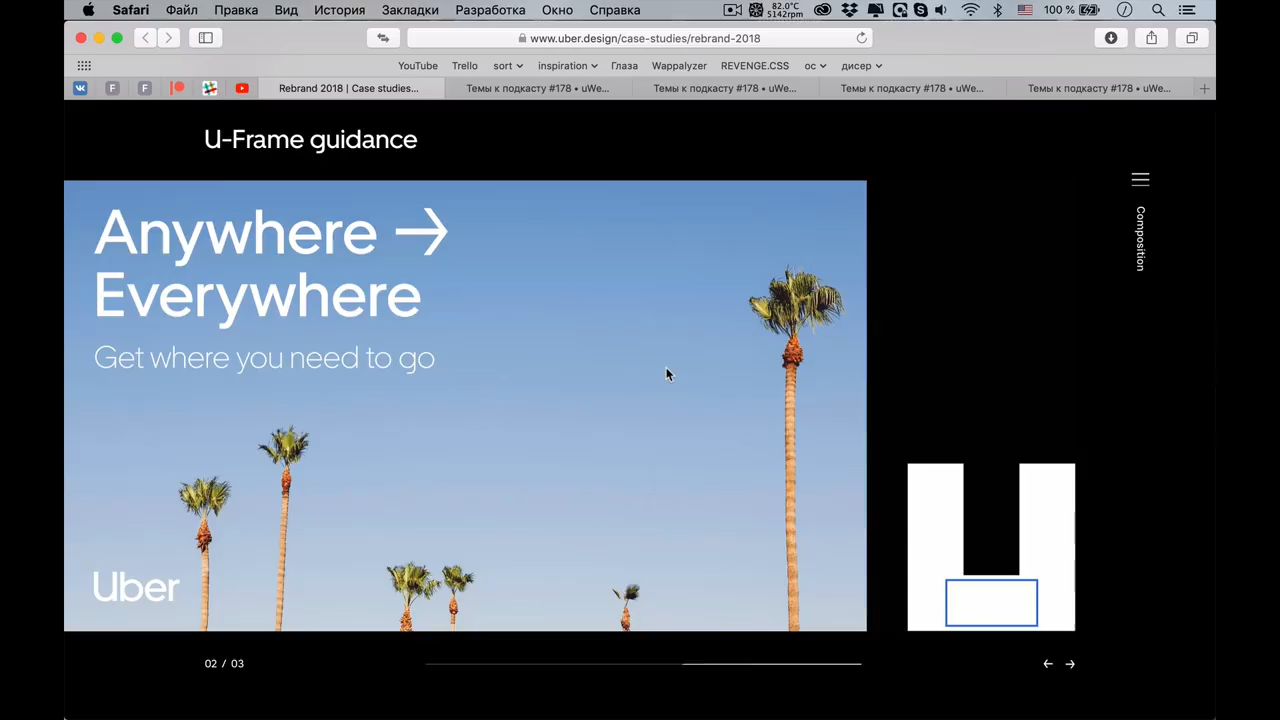 Safari Файл Правка Вид История Закладки Разработка Окно Справка 82.0°C 5142rpm 100 %
www.uber.design/case-studies/rebrand-2018
YouTube Trello sort inspiration Глаза Wappalyzer REVENGE.CSS ос дисер
F F Rebrand 2018 | Case studies... Темы к подкасту #178 • uWe... Темы к подкасту #178 • uWe... Темы к подкасту #178 • uWe... Темы к подкасту #178 • uWe...
U-Frame guidance
Composition
Anywhere →
Everywhere
Get where you need to go
Uber
02 / 03